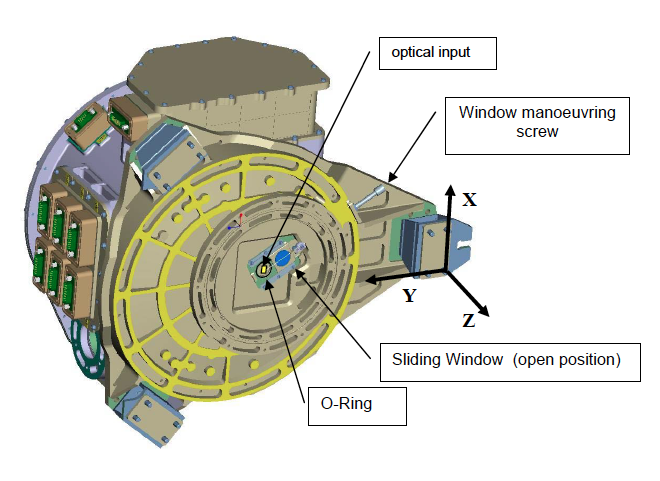 optical input
Window manoeuvring
screw
X
Y
Z
Sliding Window (open position)
O-Ring